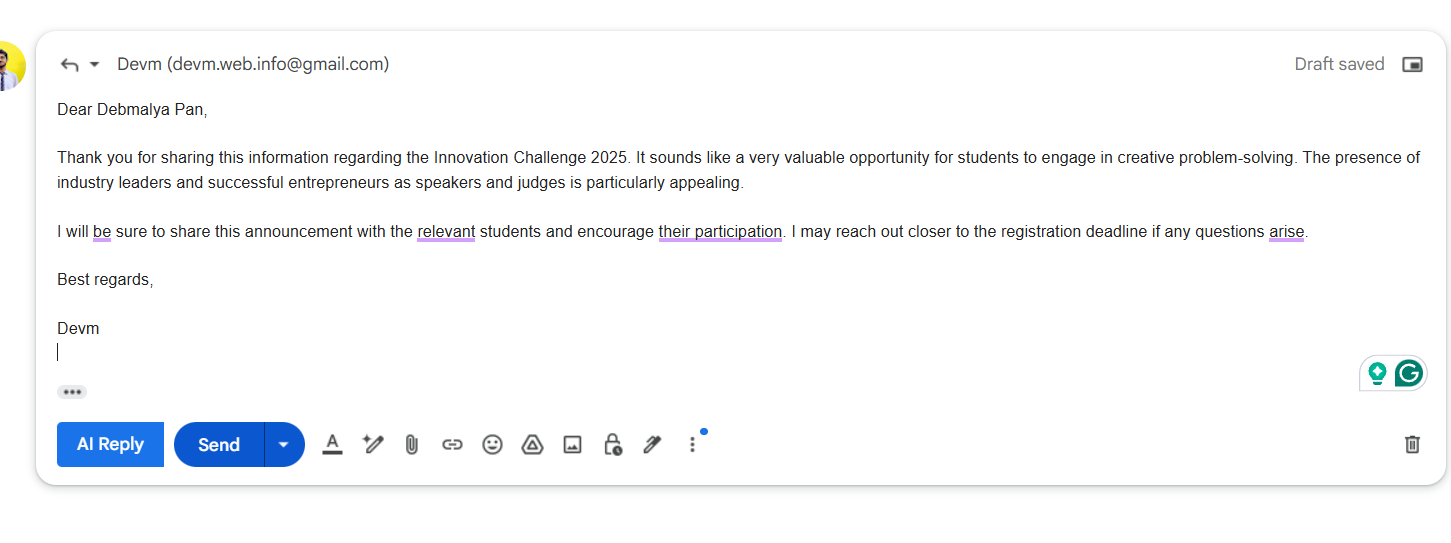 Devm (devm.web.info@gmail.com)
Draft saved
Dear Debmalya Pan,
Thank you for sharing this information regarding the Innovation Challenge 2025. It sounds like a very valuable opportunity for students to engage in creative problem-solving. The presence of
industry leaders and successful entrepreneurs as speakers and judges is particularly appealing.
I will be sure to share this announcement with the relevant students and encourage their participation. I may reach out closer to the registration deadline if any questions arise.
Best regards,
Devm
AI Reply
Send